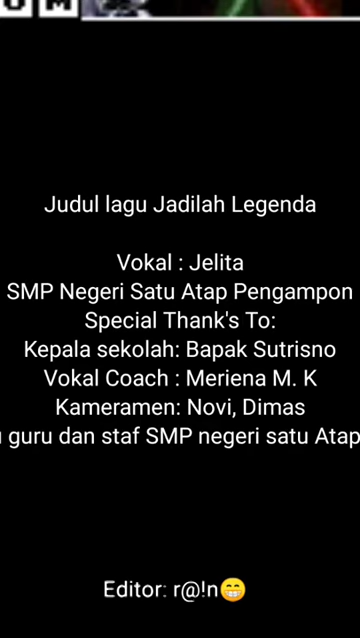 U M
Judul lagu Jadilah Legenda
Vokal : Jelita
SMP Negeri Satu Atap Pengampon
Special Thank's To:
Kepala sekolah: Bapak Sutrisno
Vokal Coach : Meriena M. K
Kameramen: Novi, Dimas
guru dan staf SMP negeri satu Atap
Editor: r@!n😁